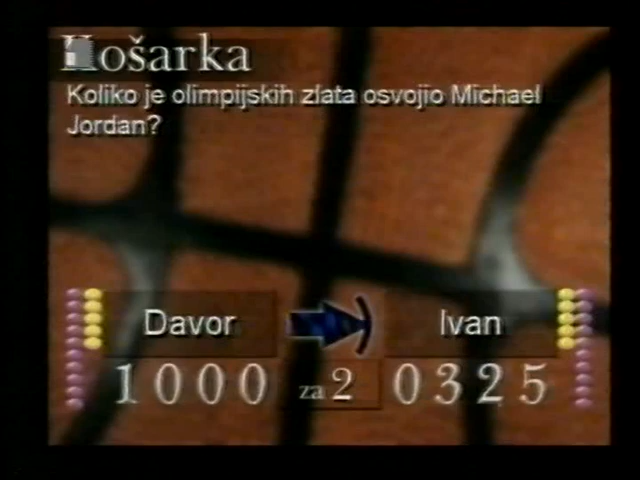 Košarka
Koliko je olimpijskih zlata osvojio Michael
Jordan?
Davor
Ivan
1000
za 2
0325